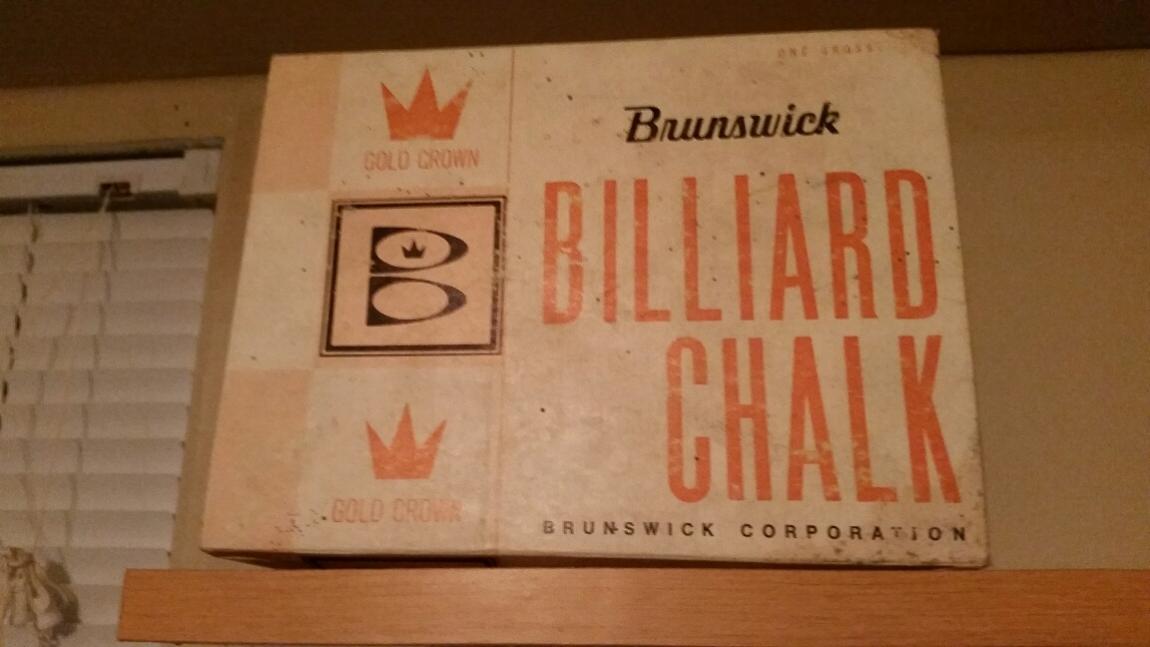 ONE GROSS
Brunswick
BILLIARD
CHALK
BRUNSWICK CORPORATION
GOLD CROWN
B
GOLD CROWN